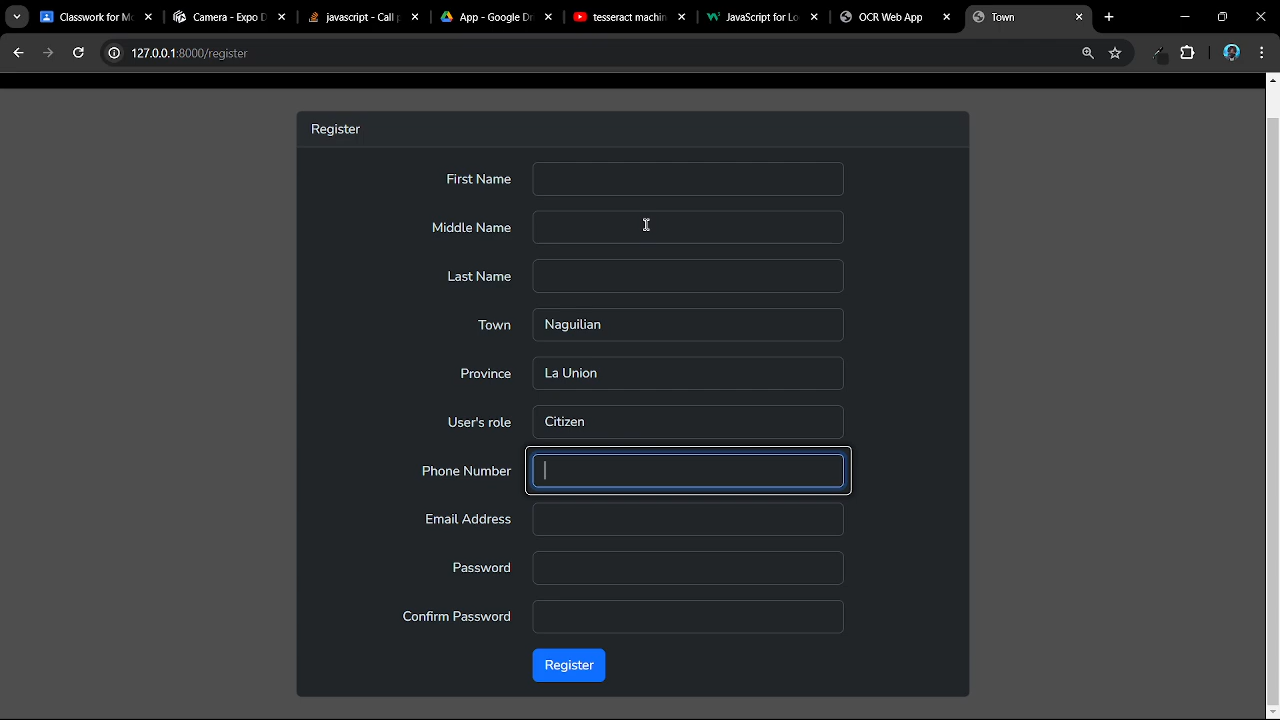 Classwork for Mo
Camera - Expo D
javascript - Call p
App - Google Dr
tesseract machin
JavaScript for Lo
OCR Web App
Town
127.0.0.1:8000/register
Register
First Name
Middle Name
Last Name
Town Naguilian
Province La Union
User's role Citizen
Phone Number
Email Address
Password
Confirm Password
Register